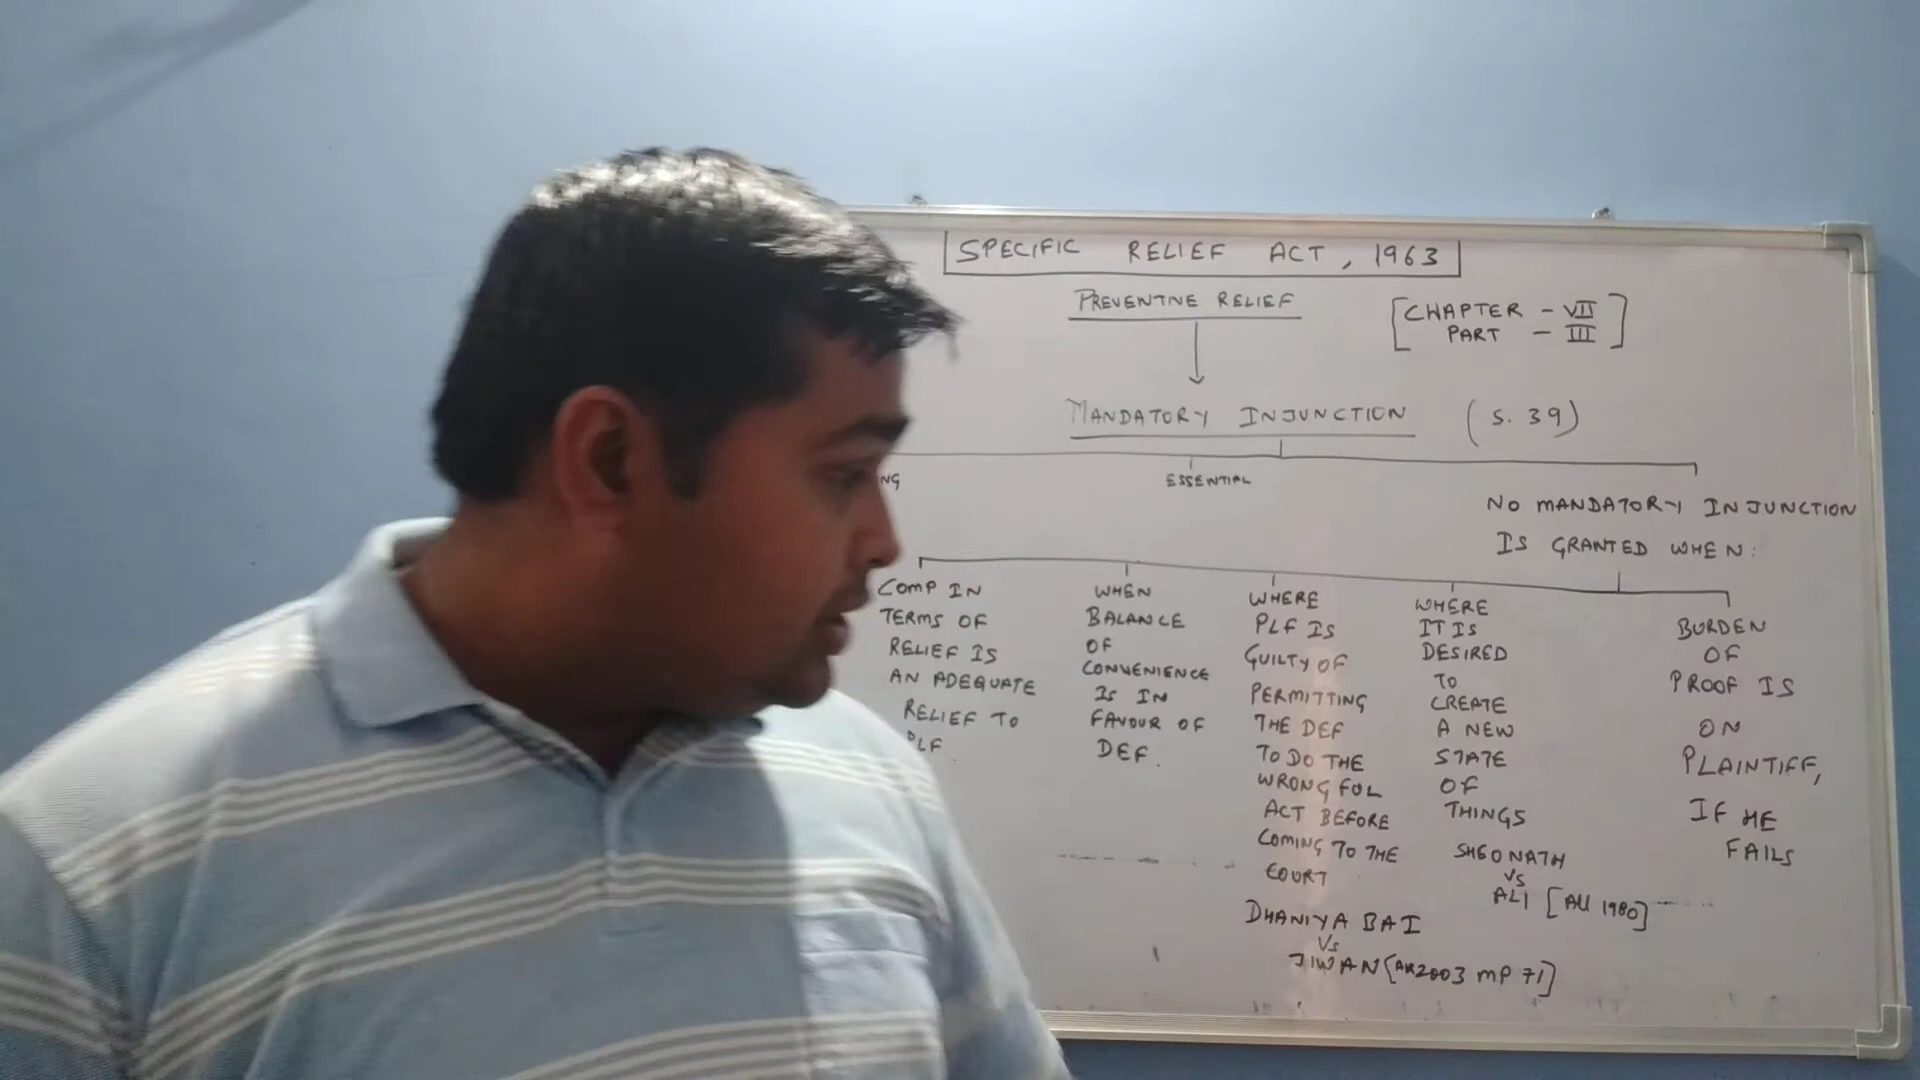 SPECIFIC RELIEF ACT, 1963
PREVENTIVE RELIEF
[CHAPTER - VII
PART - III]
MANDATORY INJUNCTION (S. 39)
NG
ESSENTIAL
NO MANDATORY INJUNCTION
IS GRANTED WHEN:
COMP IN
TERMS OF
RELIEF IS
AN ADEQUATE
RELIEF TO
PLF
WHEN
BALANCE
OF
CONVENIENCE
IS IN
FAVOUR OF
DEF.
WHERE
PLF IS
GUILTY OF
PERMITTING
THE DEF
TO DO THE
WRONGFUL
ACT BEFORE
COMING TO THE
COURT
DHANIYA BAI
VS
JIWAN [AIR 2003 MP 71]
WHERE
IT IS
DESIRED
TO
CREATE
A NEW
STATE
OF
THINGS
SHEONATH
VS
ALI [All 1980]
BURDEN
OF
PROOF IS
ON
PLAINTIFF,
IF HE
FAILS